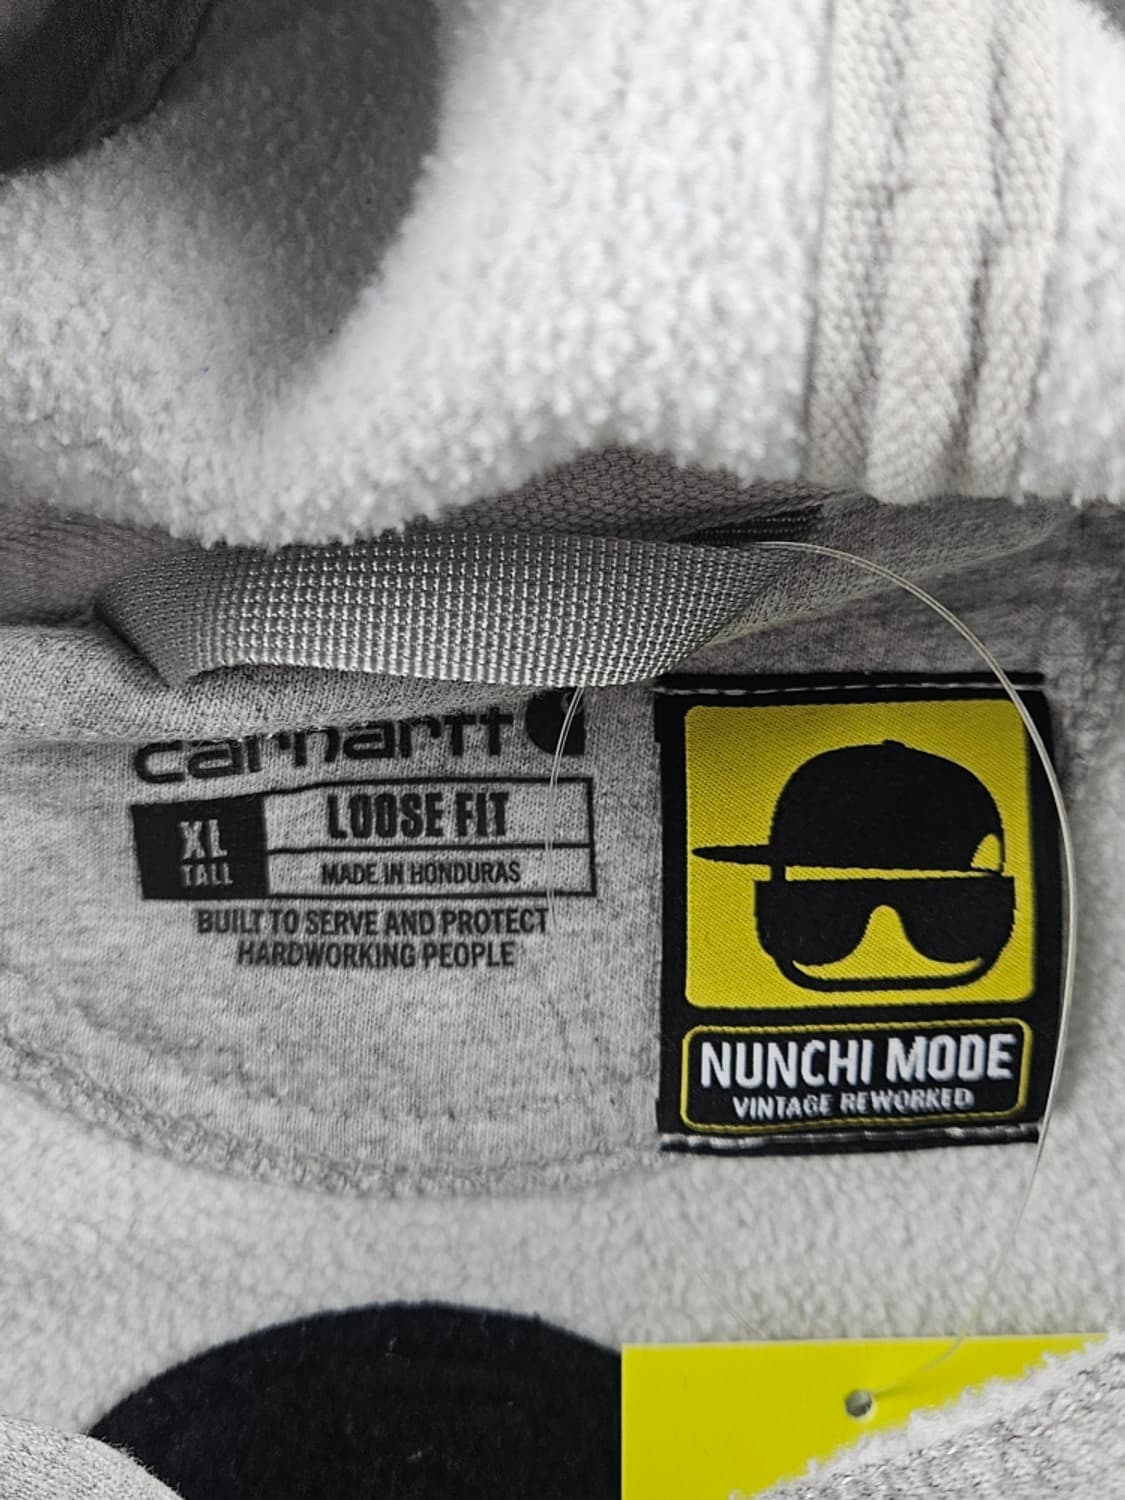 carhartt
XL
TALL
LOOSE FIT
MADE IN HONDURAS
BUILT TO SERVE AND PROTECT
HARDWORKING PEOPLE
NUNCHI MODE
VINTAGE REWORKED